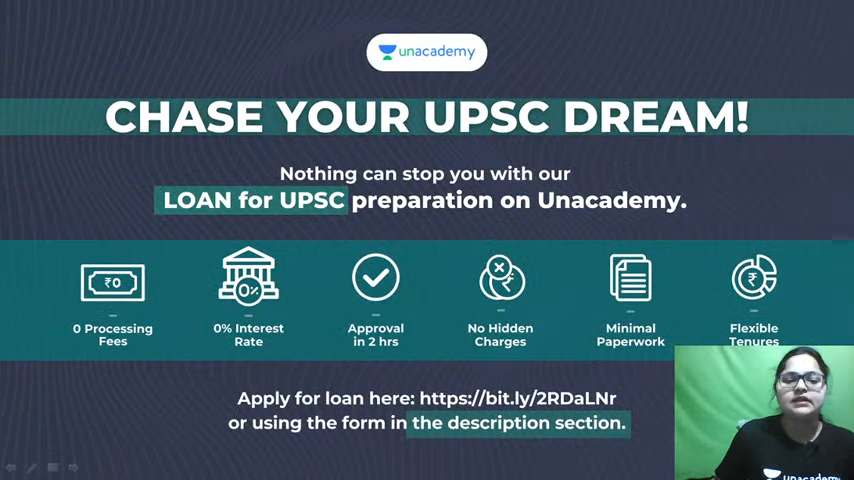 unacademy
CHASE YOUR UPSC DREAM!
Nothing can stop you with our
LOAN for UPSC preparation on Unacademy.
₹0
0%
₹
₹
0 Processing
Fees
0% Interest
Rate
Approval
in 2 hrs
No Hidden
Charges
Minimal
Paperwork
Flexible
Tenures
Apply for loan here: https://bit.ly/2RDaLNr
or using the form in the description section.
unacademy